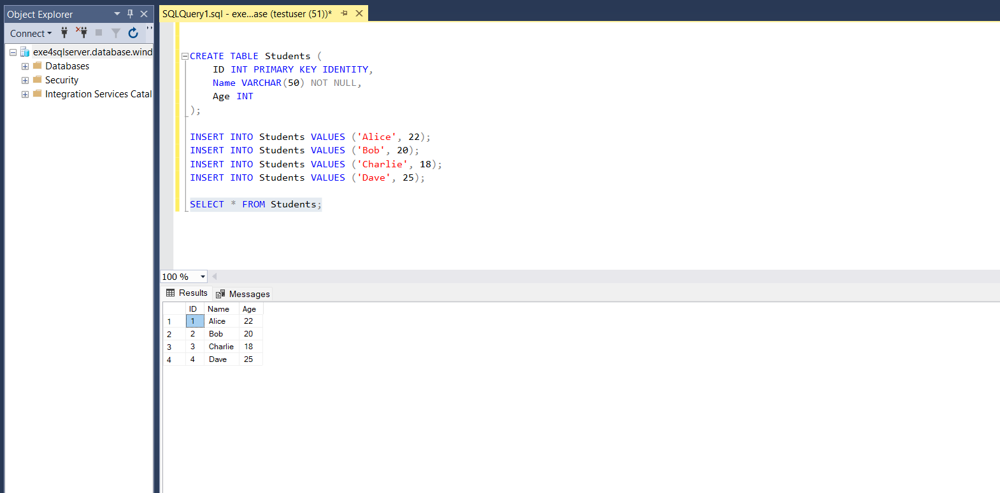 Object Explorer
Connect
exe4sqlserver.database.wind
Databases
Security
Integration Services Catal
SQLQuery1.sql - exe...ase (testuser (51))*
CREATE TABLE Students (
ID INT PRIMARY KEY IDENTITY,
Name VARCHAR(50) NOT NULL,
Age INT
);
INSERT INTO Students VALUES ('Alice', 22);
INSERT INTO Students VALUES ('Bob', 20);
INSERT INTO Students VALUES ('Charlie', 18);
INSERT INTO Students VALUES ('Dave', 25);
SELECT * FROM Students;
100 %
Results Messages
ID Name Age
1 1 Alice 22
2 2 Bob 20
3 3 Charlie 18
4 4 Dave 25